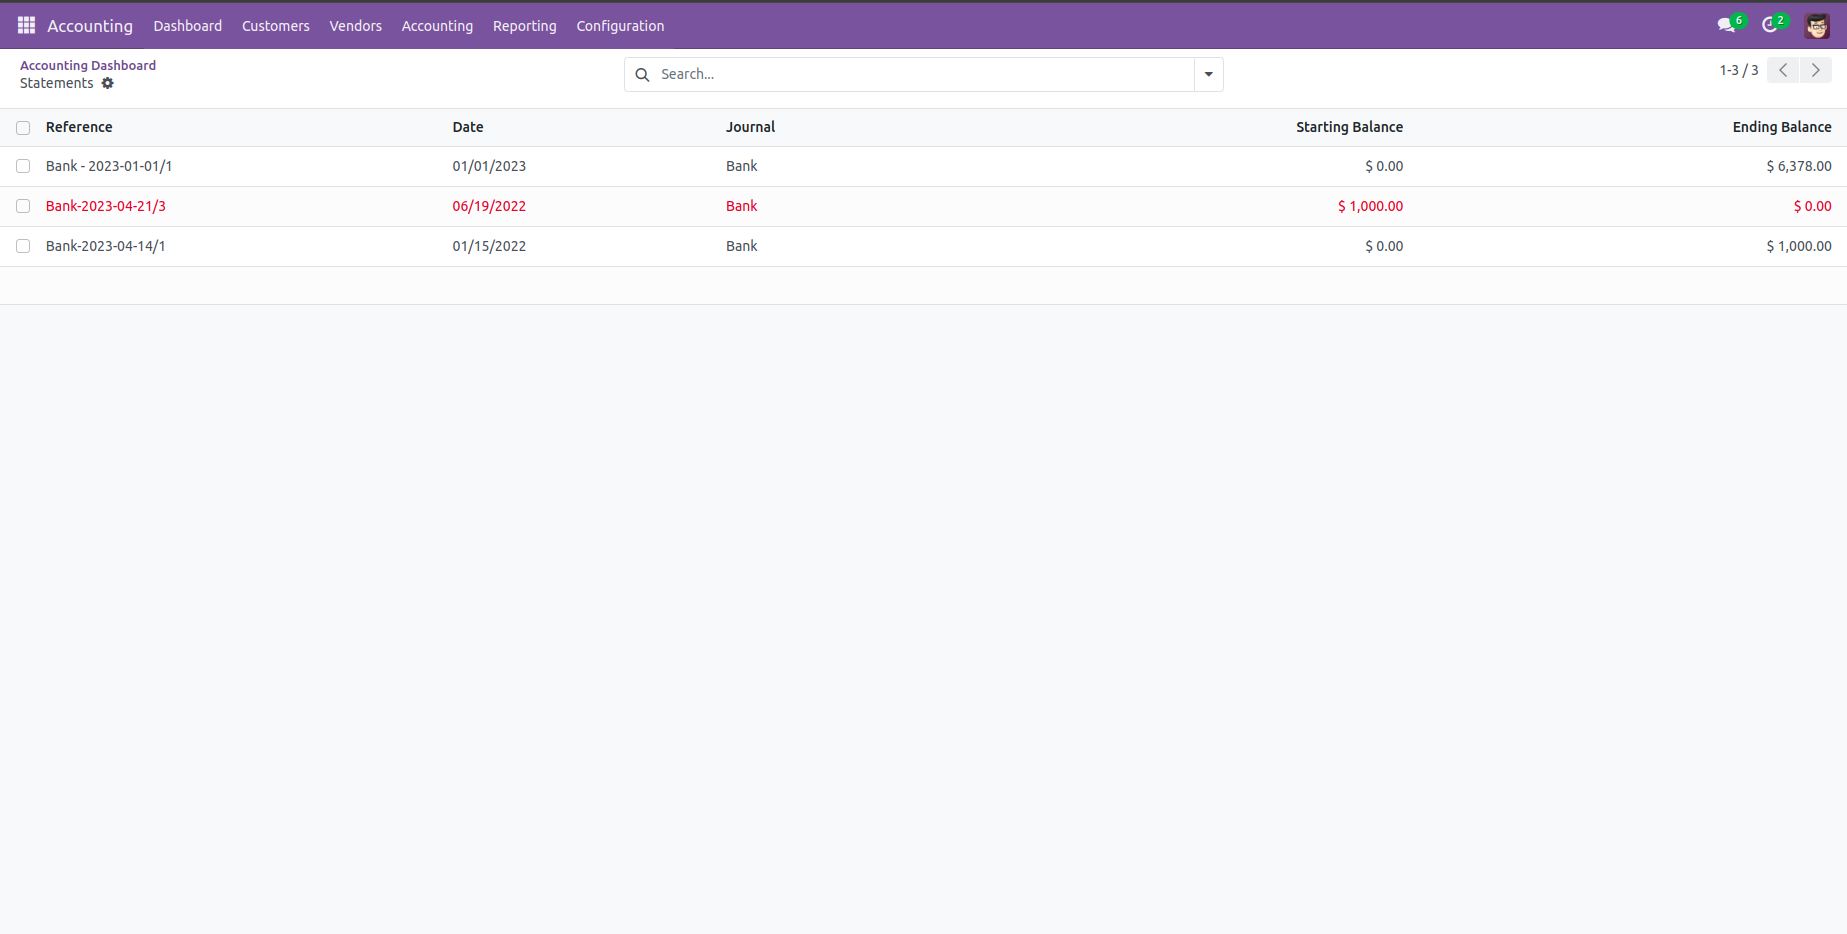 Accounting Dashboard Customers Vendors Accounting Reporting Configuration 6 2
Accounting Dashboard
Statements
Search...
1-3 / 3
Reference Date Journal Starting Balance Ending Balance
Bank - 2023-01-01/1 01/01/2023 Bank $ 0.00 $ 6,378.00
Bank-2023-04-21/3 06/19/2022 Bank $ 1,000.00 $ 0.00
Bank-2023-04-14/1 01/15/2022 Bank $ 0.00 $ 1,000.00